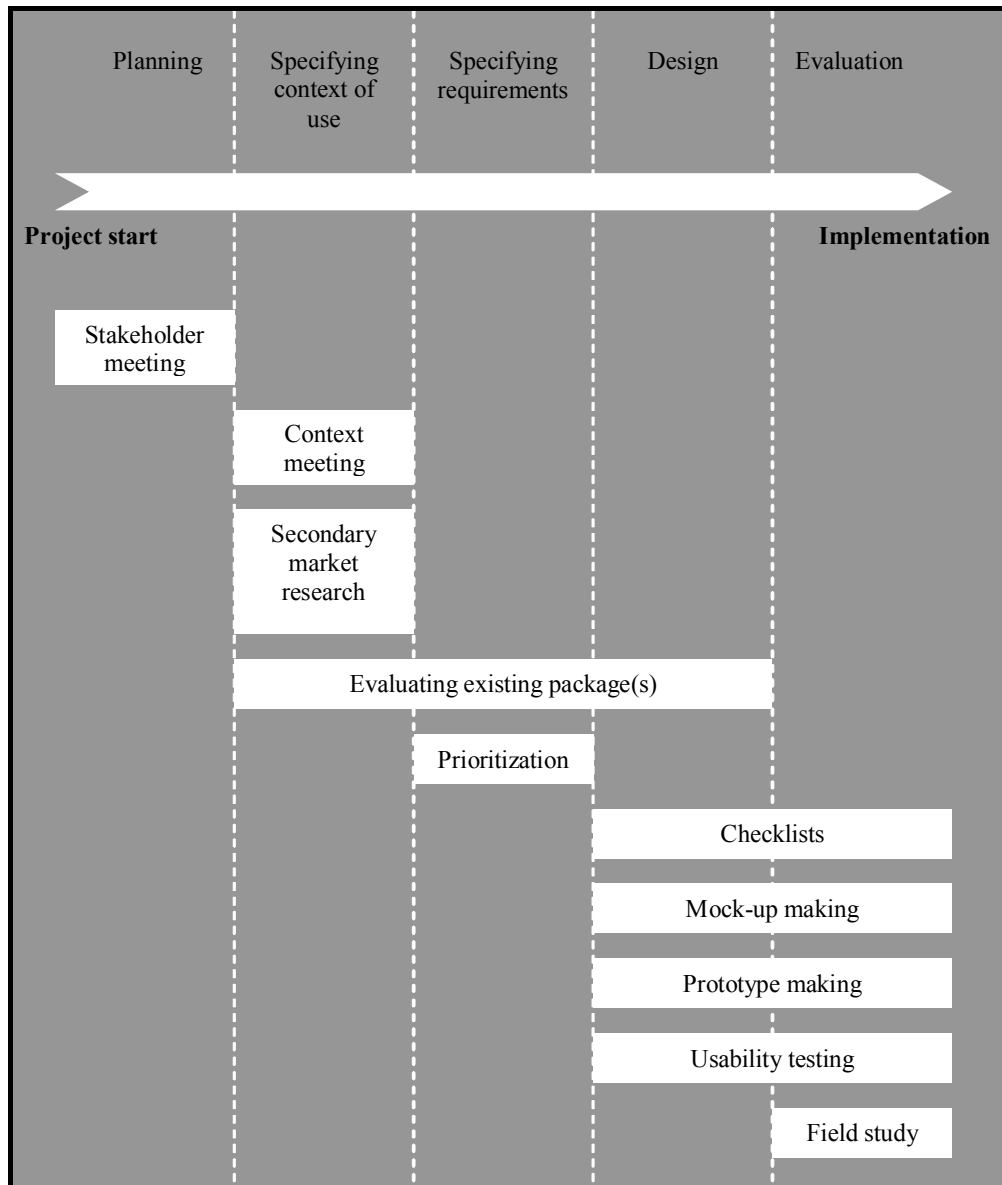 Planning
Specifying
context of
use
Specifying
requirements
Design
Evaluation
Project start
Implementation
Stakeholder
meeting
Context
meeting
Secondary
market
research
Evaluating existing package(s)
Prioritization
Checklists
Mock-up making
Prototype making
Usability testing
Field study